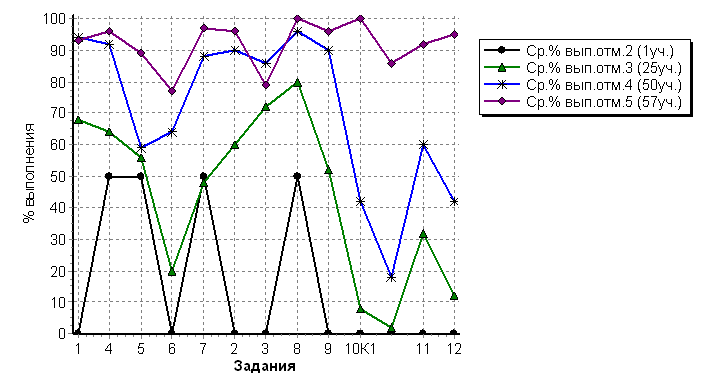 100
90
80
70
60
50
40
30
20
10
0
% выполнения
1 4 5 6 7 2 3 8 9 10К1 11 12
Задания
Ср.% вып.отм.2 (1уч.)
Ср.% вып.отм.3 (25уч.)
Ср.% вып.отм.4 (50уч.)
Ср.% вып.отм.5 (57уч.)